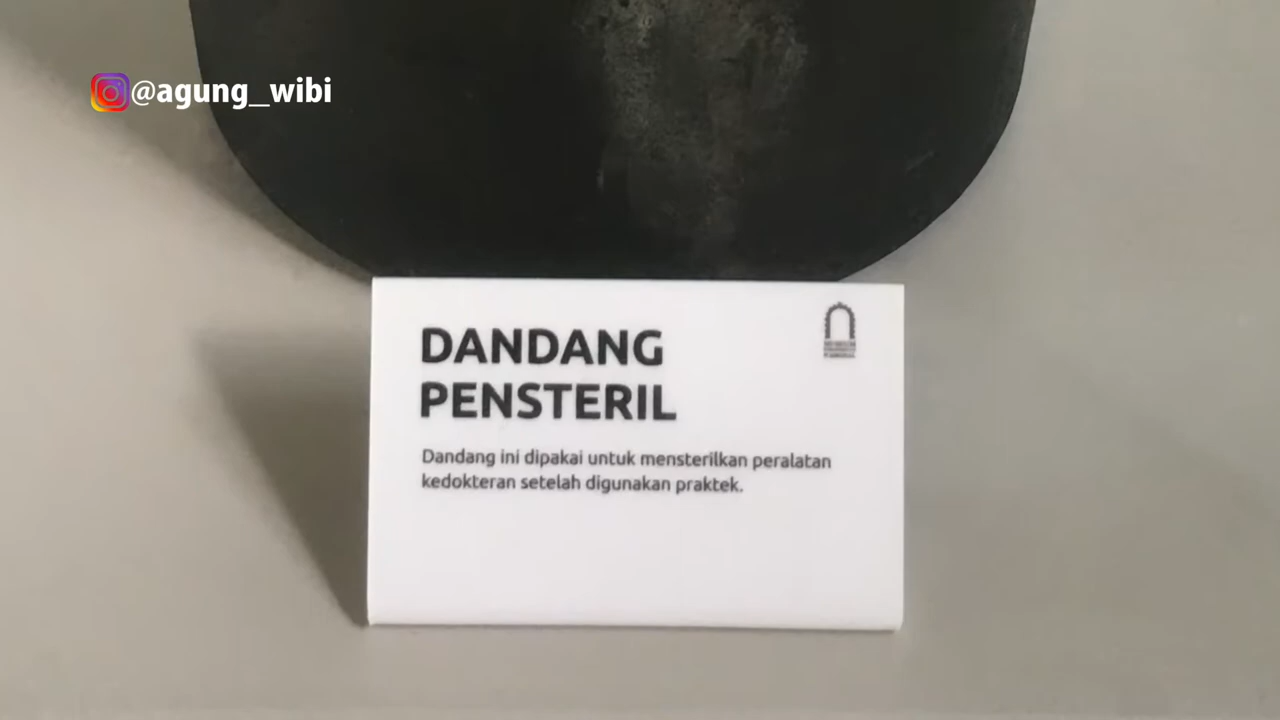 @agung_wibi
DANDANG
PENSTERIL
Dandang ini dipakai untuk mensterilkan peralatan
kedokteran setelah digunakan praktek.